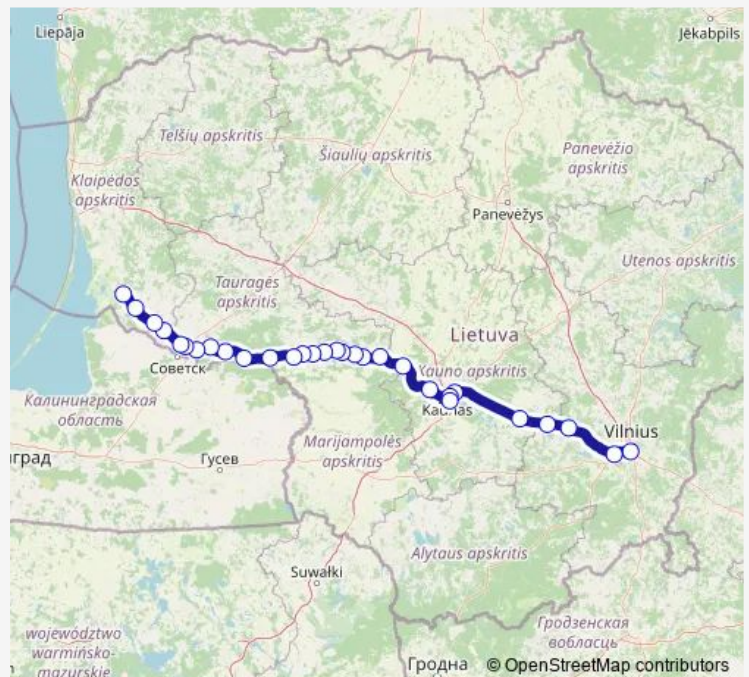 Liepāja
Jēkabpils
Telšių apskritis
Šiaulių apskritis
Panevėžio
apskritis
Klaipėdos
apskritis
Panevėžys
Utenos apskritis
Tauragės
apskritis
Lietuva
Советск
Kauno apskritis
Калининградская
область
Kaunas
Vilnius
Marijampolės
apskritis
нград
Гусев
Alytaus apskritis
Suwałki
województwo
warmińsko-
mazurskie
Гродзенская
вобласць
Гродна
© OpenStreetMap contributors